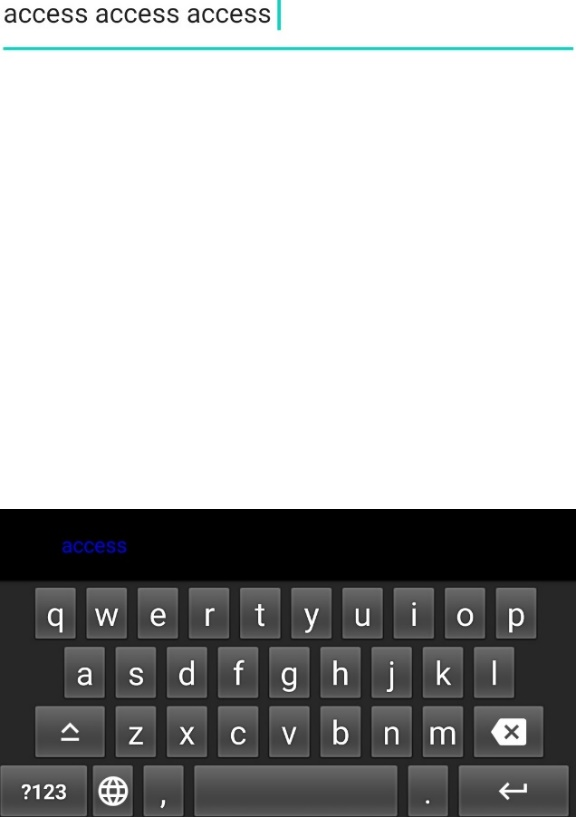 access access access
access
q w e r t y u i o p
a s d f g h j k l
z x c v b n m
?123 , .